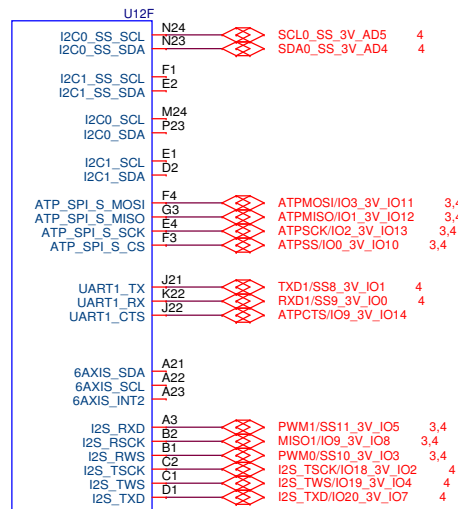 U12F
I2C0_SS_SCL N24 SCL0_SS_3V_AD5 4
I2C0_SS_SDA N23 SDA0_SS_3V_AD4 4
I2C1_SS_SCL F1
I2C1_SS_SDA E2
I2C0_SCL M24
I2C0_SDA P23
I2C1_SCL E1
I2C1_SDA D2
ATP_SPI_S_MOSI F4 ATPMOSI/IO3_3V_IO11 3,4
ATP_SPI_S_MISO G3 ATPMISO/IO1_3V_IO12 3,4
ATP_SPI_S_SCK E4 ATPSCK/IO2_3V_IO13 3,4
ATP_SPI_S_CS F3 ATPSS/IO0_3V_IO10 3,4
UART1_TX J21 TXD1/SS8_3V_IO1 4
UART1_RX K22 RXD1/SS9_3V_IO0 4
UART1_CTS J22 ATPCTS/IO9_3V_IO14
6AXIS_SDA A21
6AXIS_SCL A22
6AXIS_INT2 A23
I2S_RXD A3 PWM1/SS11_3V_IO5 3,4
I2S_RSCK B2 MISO1/IO9_3V_IO8 3,4
I2S_RWS B1 PWM0/SS10_3V_IO3 3,4
I2S_TSCK C2 I2S_TSCK/IO18_3V_IO2 4
I2S_TWS C1 I2S_TWS/IO19_3V_IO4 4
I2S_TXD D1 I2S_TXD/IO20_3V_IO7 4